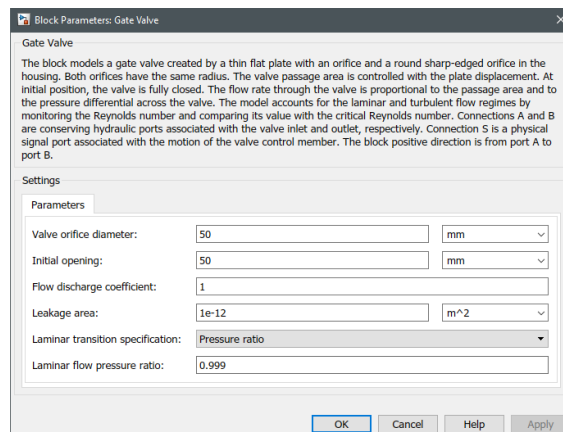 Block Parameters: Gate Valve
Gate Valve
The block models a gate valve created by a thin flat plate with an orifice and a round sharp-edged orifice in the
housing. Both orifices have the same radius. The valve passage area is controlled with the plate displacement. At
initial position, the valve is fully closed. The flow rate through the valve is proportional to the passage area and to
the pressure differential across the valve. The model accounts for the laminar and turbulent flow regimes by
monitoring the Reynolds number and comparing its value with the critical Reynolds number. Connections A and B
are conserving hydraulic ports associated with the valve inlet and outlet, respectively. Connection S is a physical
signal port associated with the motion of the valve control member. The block positive direction is from port A to
port B.
Settings
Parameters
Valve orifice diameter: 50 mm
Initial opening: 50 mm
Flow discharge coefficient: 1
Leakage area: 1e-12 m^2
Laminar transition specification: Pressure ratio
Laminar flow pressure ratio: 0.999
OK Cancel Help Apply